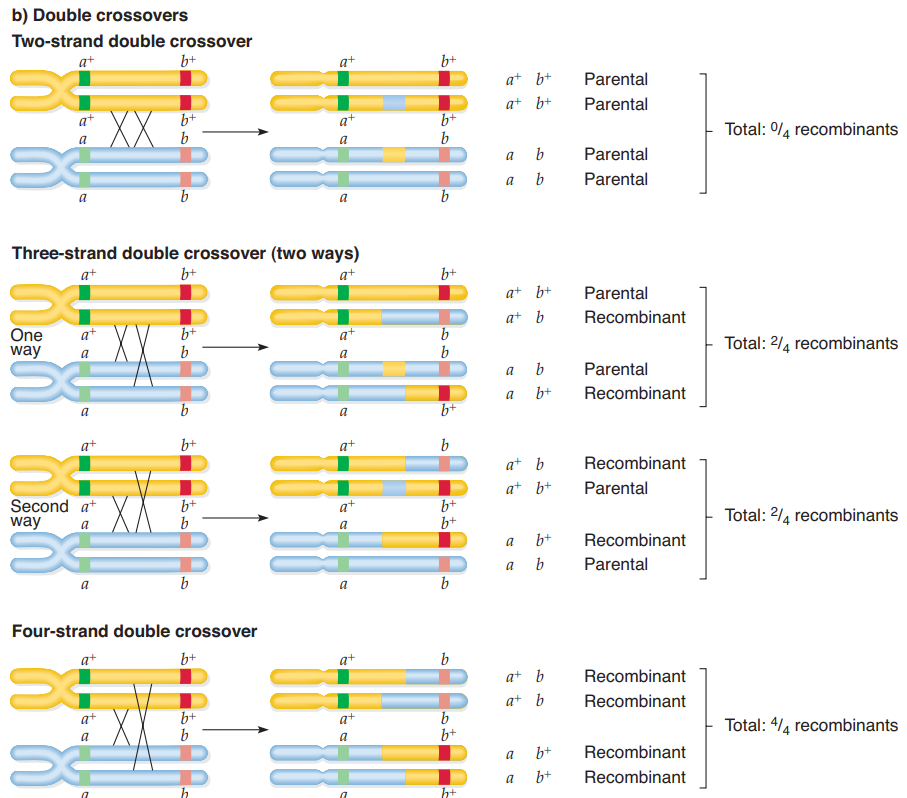 b) Double crossovers
Two-strand double crossover
a+ b+ a+ b+ a+ b+ Parental
a+ b+ Parental
a+ b+ a+ b+
a b a b Total: 0/4 recombinants
a b Parental
a b Parental
a b a b
Three-strand double crossover (two ways)
a+ b+ a+ b+
a+ b+ Parental
a+ b Recombinant
One way a+ b+ a+ b
a b a b Total: 2/4 recombinants
a b Parental
a b+ Recombinant
a b a b+
a+ b+ a+ b
a+ b Recombinant
a+ b+ Parental
Second way a+ b+ a+ b+
a b a b+ Total: 2/4 recombinants
a b+ Recombinant
a b Parental
a b a b
Four-strand double crossover
a+ b+ a+ b
a+ b Recombinant
a+ b Recombinant
a+ b+ a+ b
a b a b+ Total: 4/4 recombinants
a b+ Recombinant
a b+ Recombinant
a b a b+